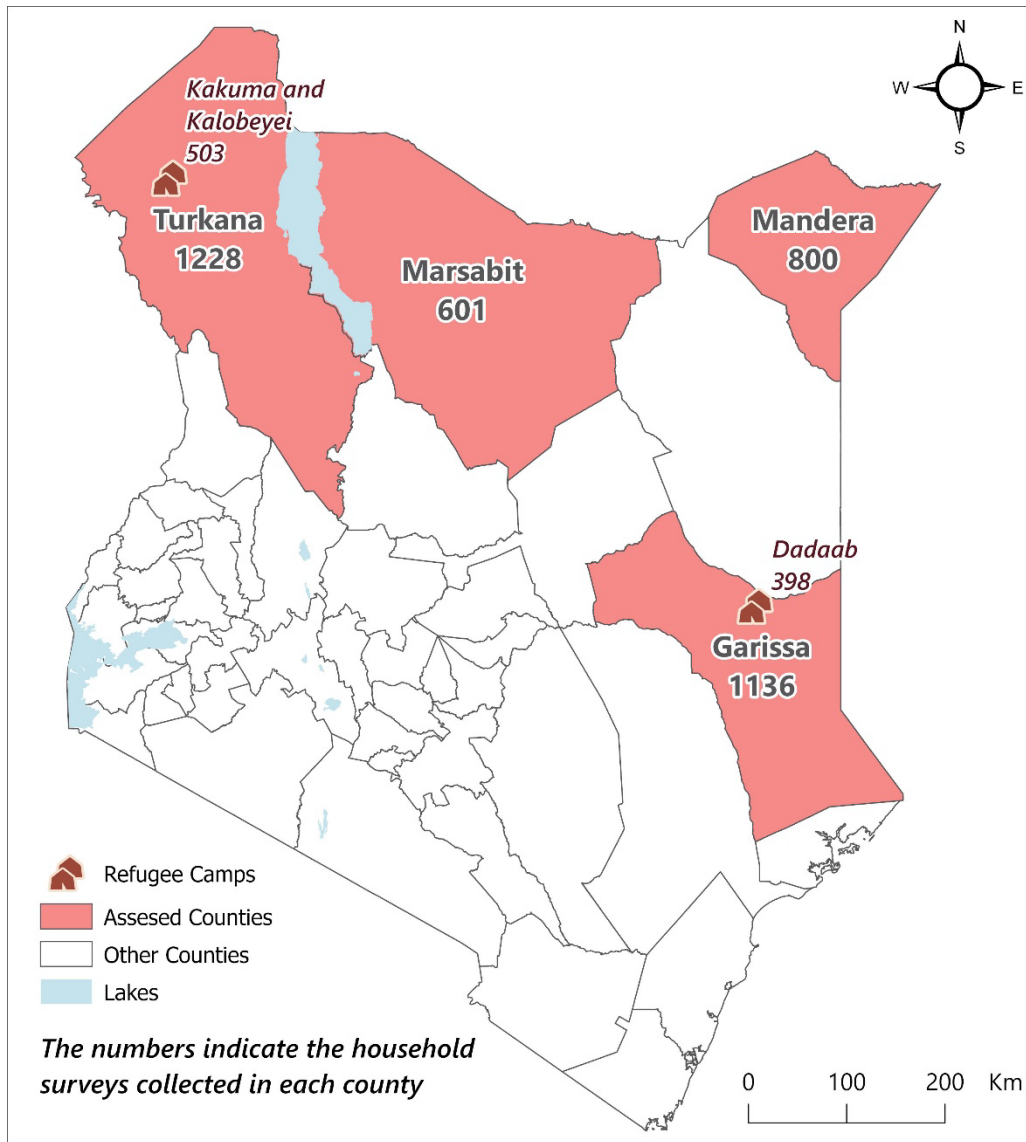 N
W
E
S
Kakuma and
Kalobeyei
503
Turkana
1228
Marsabit
601
Mandera
800
Dadaab
398
Garissa
1136
Refugee Camps
Assesed Counties
Other Counties
Lakes
The numbers indicate the household
surveys collected in each county
0 100 200 Km